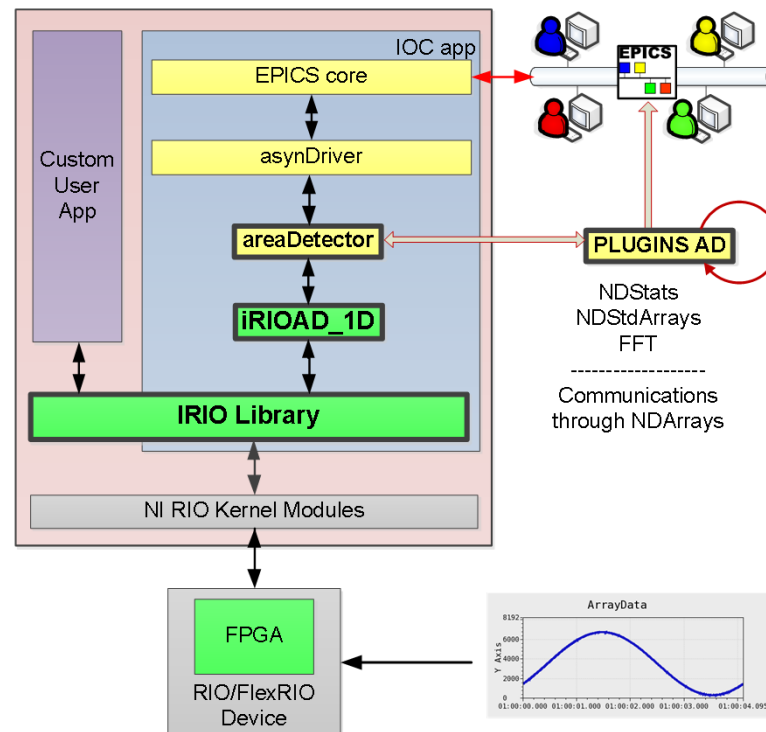 IOC app
EPICS core
EPICS
Custom
User
App
asynDriver
areaDetector
PLUGINS AD
NDStats
NDStdArrays
FFT
--------------------
Communications
through NDArrays
iRIOAD_1D
IRIO Library
NI RIO Kernel Modules
FPGA
RIO/FlexRIO
Device
ArrayData
Y Axis
8192
6000
4000
2000
0
01:00:00.000 01:00:01.000 01:00:02.000 01:00:03.000 01:00:04.095